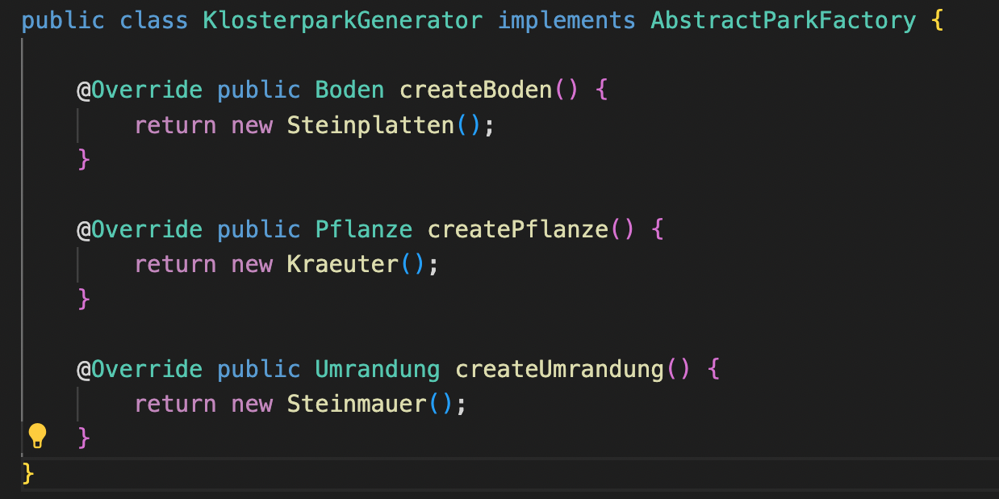 public class KlosterparkGenerator implements AbstractParkFactory {
@Override public Boden createBoden() {
return new Steinplatten();
}
@Override public Pflanze createPflanze() {
return new Kraeuter();
}
@Override public Umrandung createUmrandung() {
return new Steinmauer();
}
}